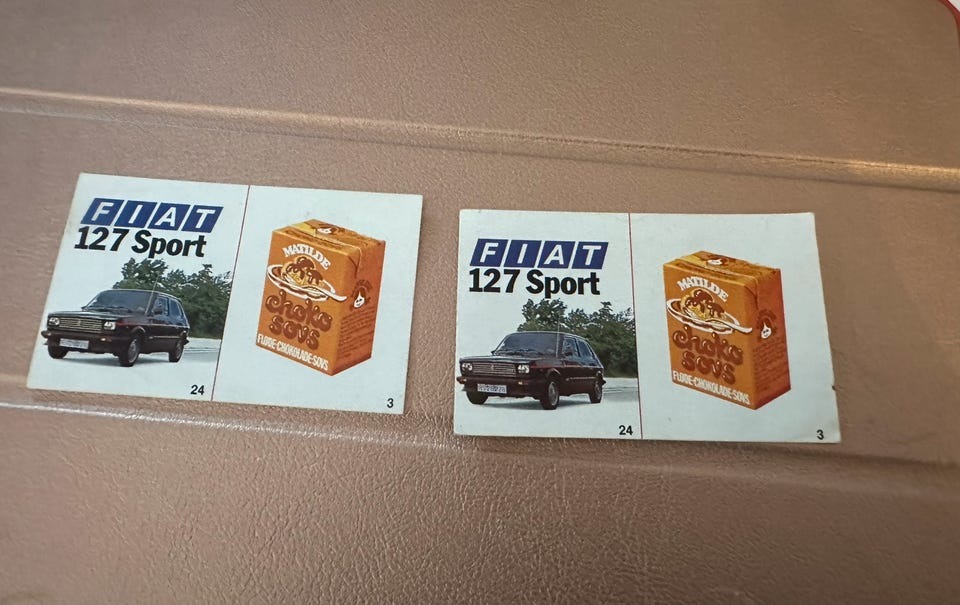 FIAT
127 Sport
24
MATILDE
choko
sovs
FLØDE-CHOKOLADE-SOVS
3
FIAT
127 Sport
24
MATILDE
choko
sovs
FLØDE-CHOKOLADE-SOVS
3